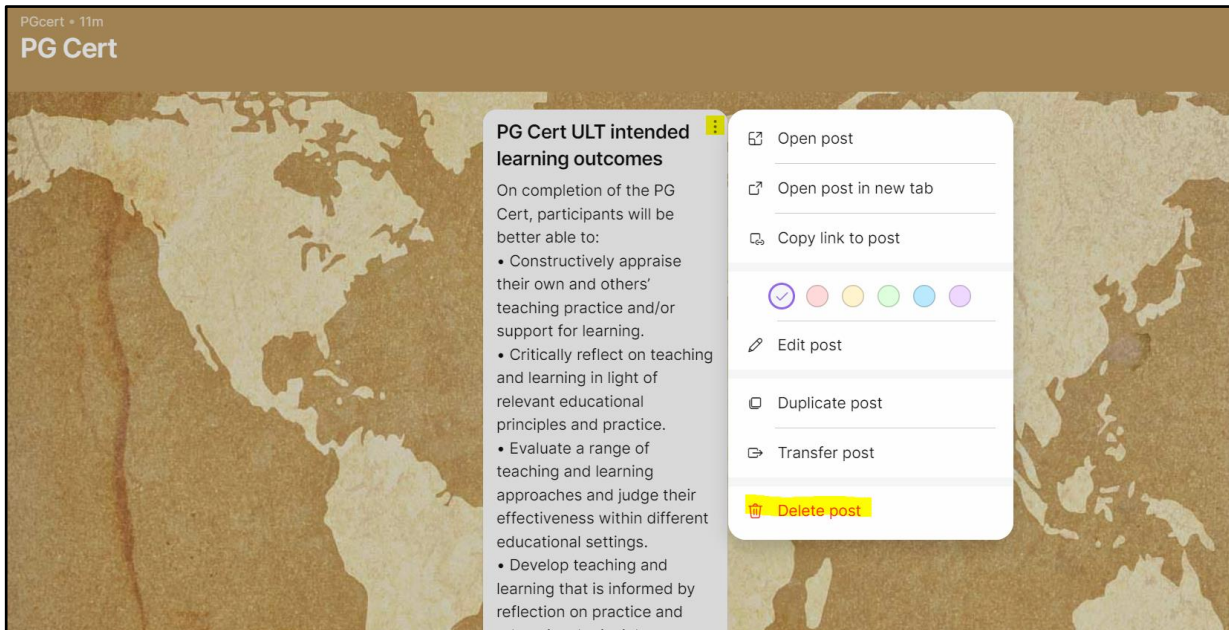 PGcert • 11m
PG Cert
PG Cert ULT intended
learning outcomes
On completion of the PG
Cert, participants will be
better able to:
• Constructively appraise
their own and others’
teaching practice and/or
support for learning.
• Critically reflect on teaching
and learning in light of
relevant educational
principles and practice.
• Evaluate a range of
teaching and learning
approaches and judge their
effectiveness within different
educational settings.
• Develop teaching and
learning that is informed by
reflection on practice and
Open post
Open post in new tab
Copy link to post
Edit post
Duplicate post
Transfer post
Delete post